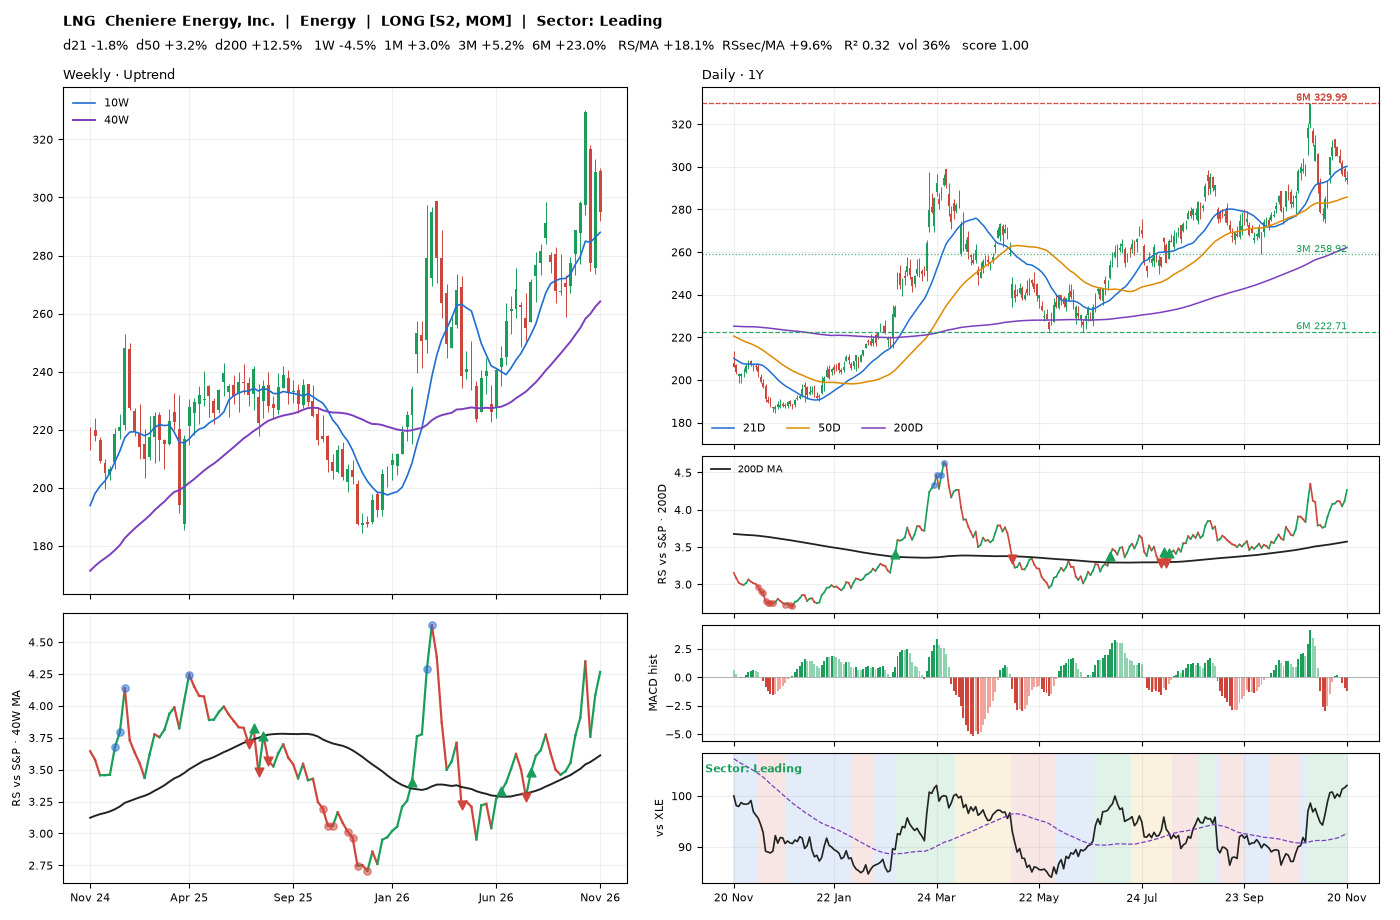 LNG  Cheniere Energy, Inc.  |  Energy  |  LONG [S2, MOM]  |  Sector: Leading
d21 -1.8%  d50 +3.2%  d200 +12.5%   1W -4.5%  1M +3.0%  3M +5.2%  6M +23.0%   RS/MA +18.1%  RSsec/MA +9.6%   R² 0.32  vol 36%   score 1.00
Weekly · Uptrend
10W
40W
320
300
280
260
240
220
200
180
RS vs S&P · 40W MA
4.50
4.25
4.00
3.75
3.50
3.25
3.00
2.75
Nov 24
Apr 25
Sep 25
Jan 26
Jun 26
Nov 26
Daily · 1Y
6M 329.99
3M 258.92
6M 222.71
320
300
280
260
240
220
200
180
21D
50D
200D
RS vs S&P · 200D
200D MA
4.5
4.0
3.5
3.0
MACD hist
2.5
0.0
−2.5
−5.0
Sector: Leading
vs XLE
100
90
20 Nov
22 Jan
24 Mar
22 May
24 Jul
23 Sep
20 Nov